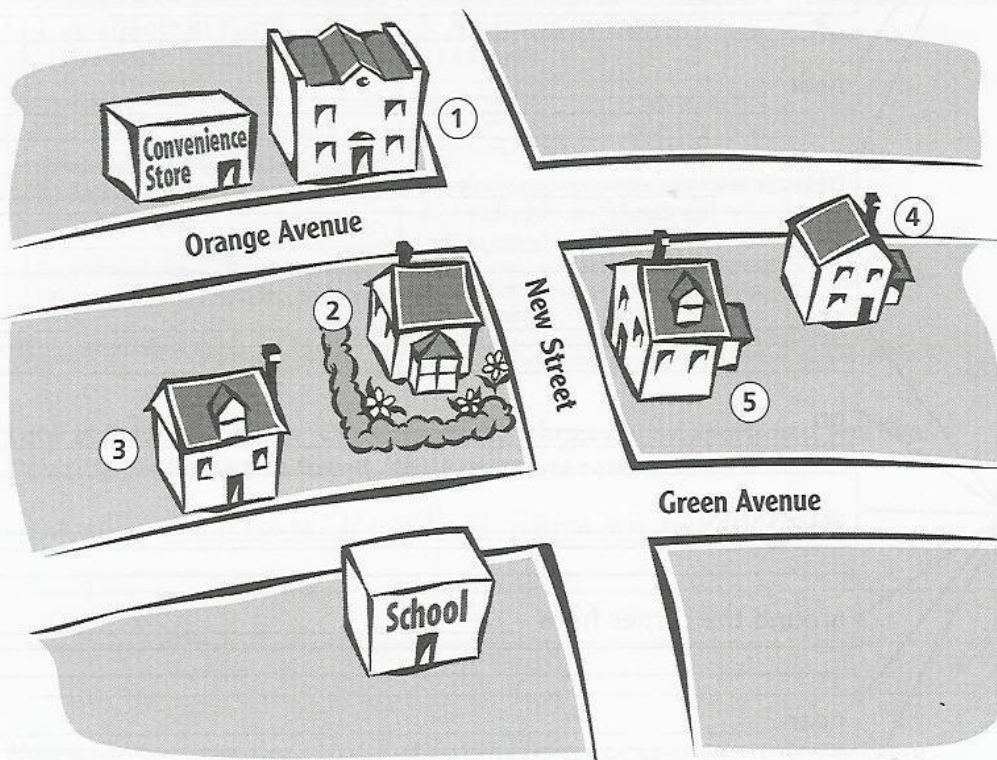 1
Convenience
Store
4
Orange Avenue
2
New Street
5
3
Green Avenue
School